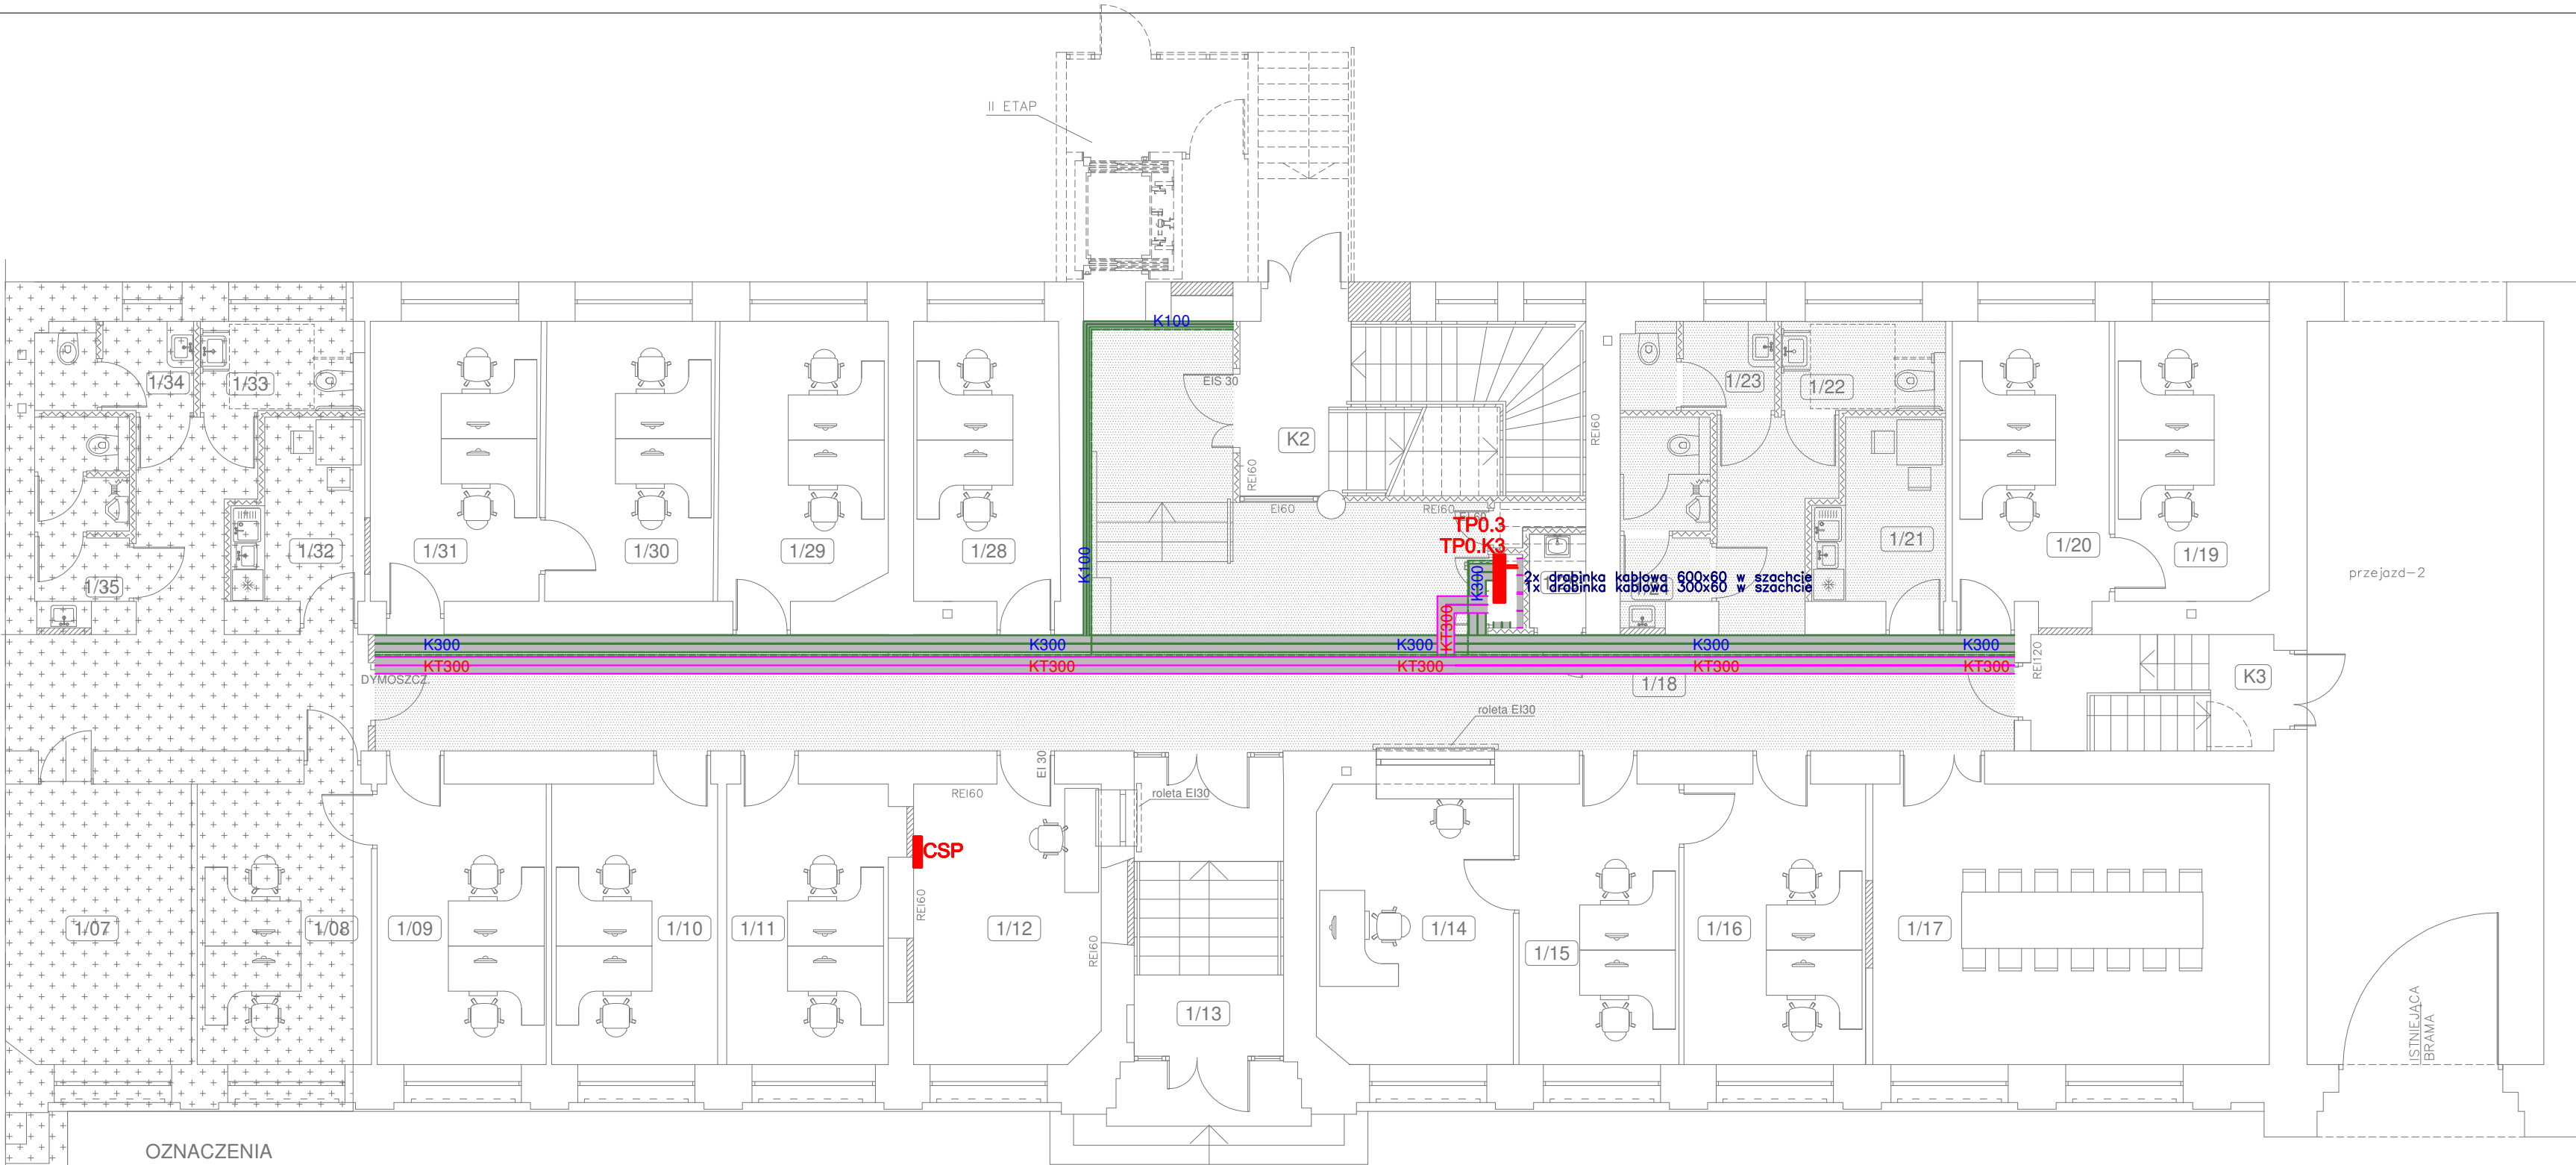 II ETAP
K100
1/34
1/33
EIS 30
1/23
1/22
K2
REI60
REI60
EI60
REI60
TP0.3
TP0.K3
1/31
1/30
1/29
1/28
1/32
1/35
K100
K300
2x drabinka kablowa 600x60 w szachcie
1x drabinka kablowa 300x60 w szachcie
1/21
1/20
1/19
przejazd-2
KT300
K300
K300
K300
K300
K300
KT300
KT300
KT300
KT300
KT300
DYMOSZCZ.
1/18
REI120
K3
roleta EI30
EI 30
REI60
roleta EI30
CSP
REI60
REI60
1/07
1/08
1/09
1/10
1/11
1/12
1/13
1/14
1/15
1/16
1/17
ISTNIEJĄCA
BRAMA
OZNACZENIA